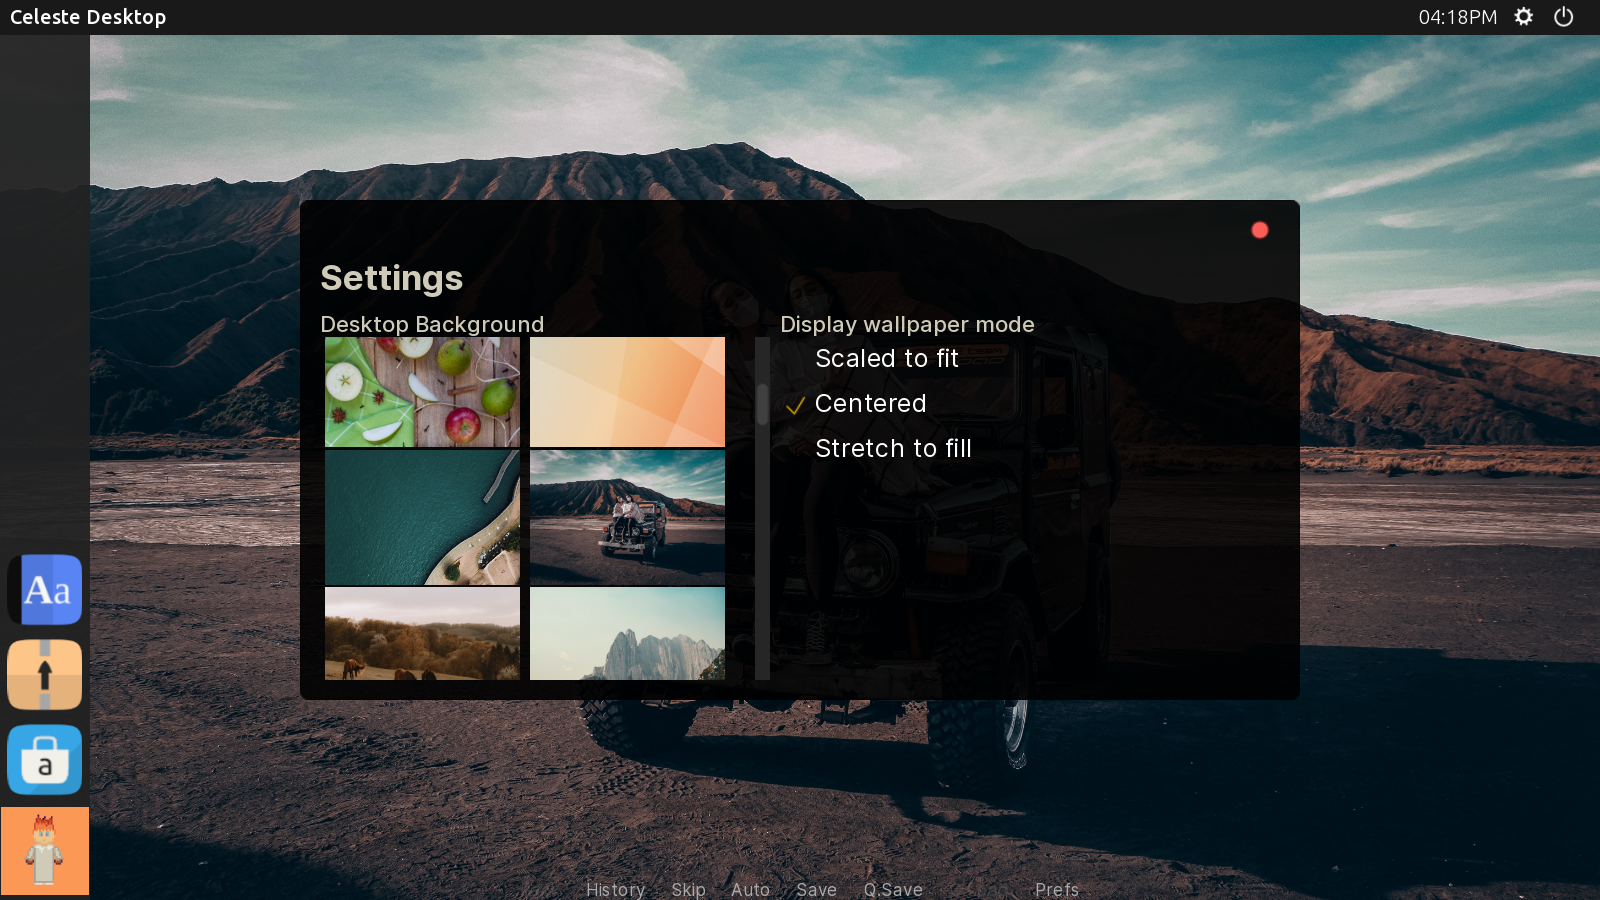 Celeste Desktop
04:18PM
Settings
Desktop Background
Display wallpaper mode
Scaled to fit
Centered
Stretch to fill
Aa
a
History Skip Auto Save Q.Save Prefs